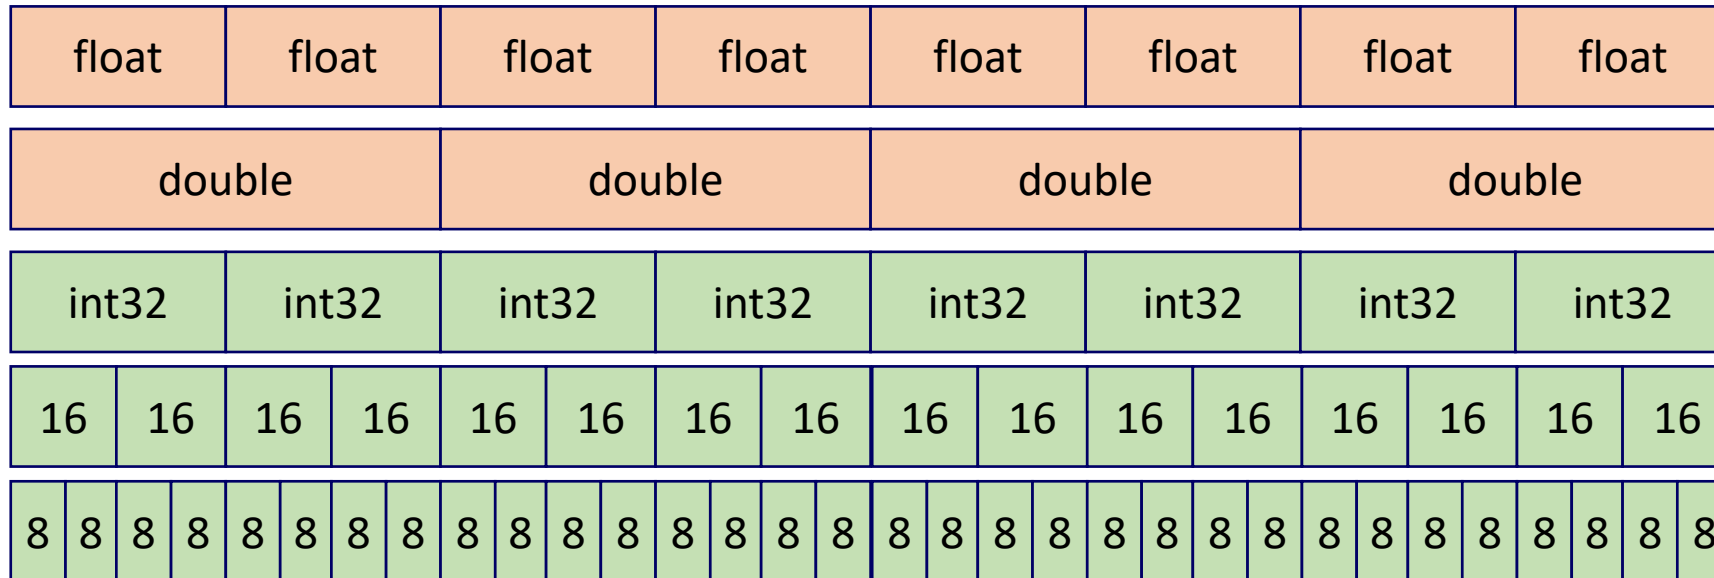 float float float float float float float float
double double double double
int32 int32 int32 int32 int32 int32 int32 int32
16 16 16 16 16 16 16 16 16 16 16 16 16 16 16 16
8 8 8 8 8 8 8 8 8 8 8 8 8 8 8 8 8 8 8 8 8 8 8 8 8 8 8 8 8 8 8 8